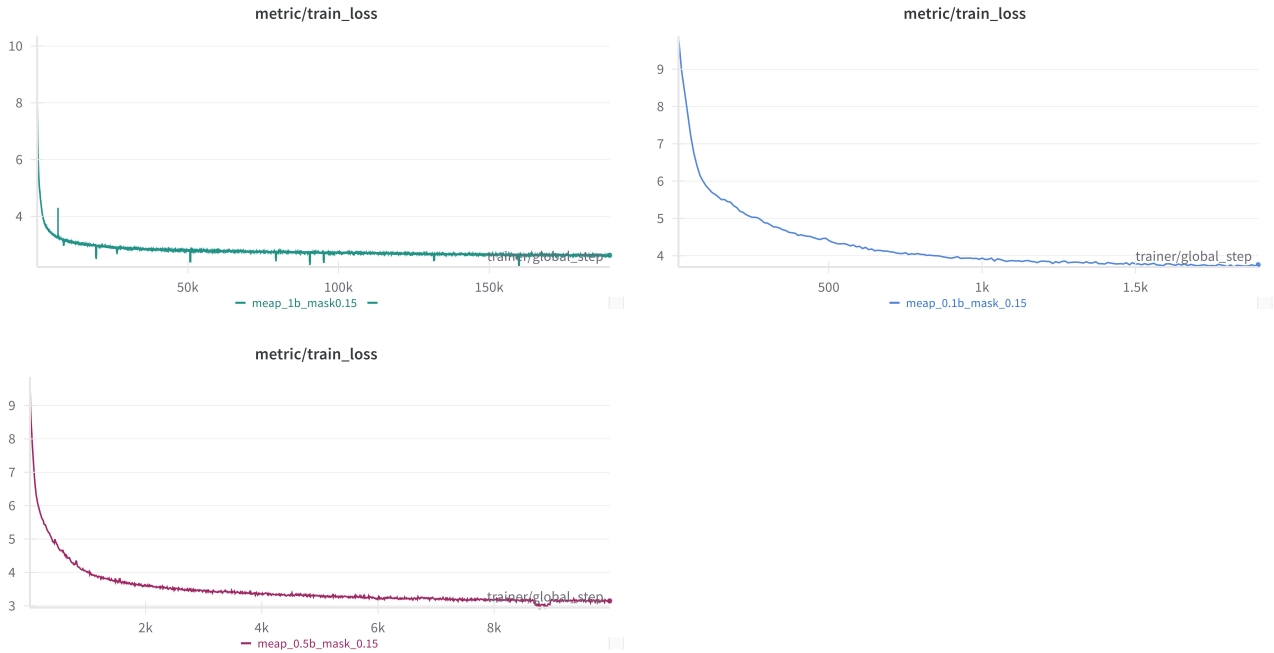 metric/train_loss
10
8
6
4
trainer/global_step
50k 100k 150k
meap_1b_mask0.15
metric/train_loss
9
8
7
6
5
4
trainer/global_step
500 1k 1.5k
meap_0.1b_mask_0.15
metric/train_loss
9
8
7
6
5
4
3
trainer/global_step
2k 4k 6k 8k
meap_0.5b_mask_0.15